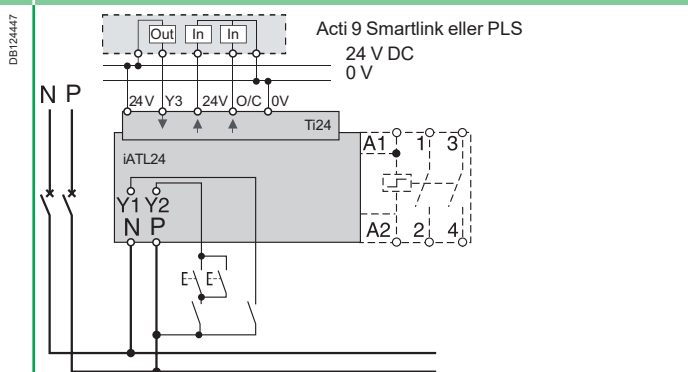 DB124447
Out In In
Acti 9 Smartlink eller PLS
24 V DC
0 V
N P
24V Y3 24V O/C 0V
Ti24
iATL24
A1 1 3
Y1 Y2
N P
A2 2 4
E E